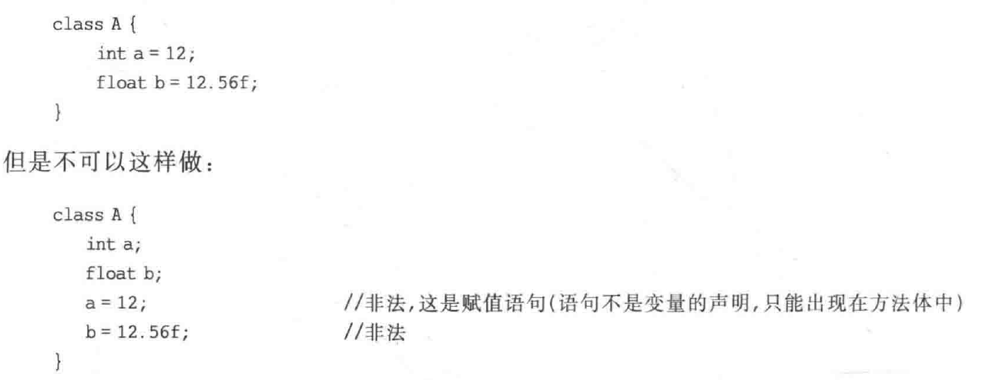 class A {
int a = 12;
float b = 12.56f;
}
但是不可以这样做：
class A {
int a;
float b;
a = 12; //非法,这是赋值语句(语句不是变量的声明,只能出现在方法体中)
b = 12.56f; //非法
}